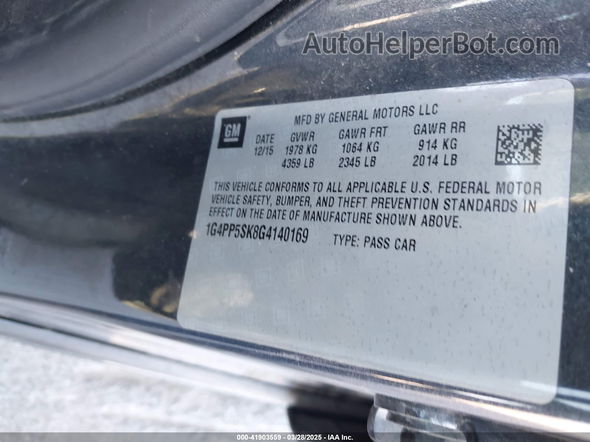 AutoHelperBot.com
MFD BY GENERAL MOTORS LLC
GM
DATE GVWR GAWR FRT GAWR RR
12/15 1978 KG 1064 KG 914 KG
4359 LB 2345 LB 2014 LB
THIS VEHICLE CONFORMS TO ALL APPLICABLE U.S. FEDERAL MOTOR
VEHICLE SAFETY, BUMPER, AND THEFT PREVENTION STANDARDS IN
EFFECT ON THE DATE OF MANUFACTURE SHOWN ABOVE.
1G4PP5SK8G4140169 TYPE: PASS CAR
000-41903559 - 03/28/2025 - IAA Inc.